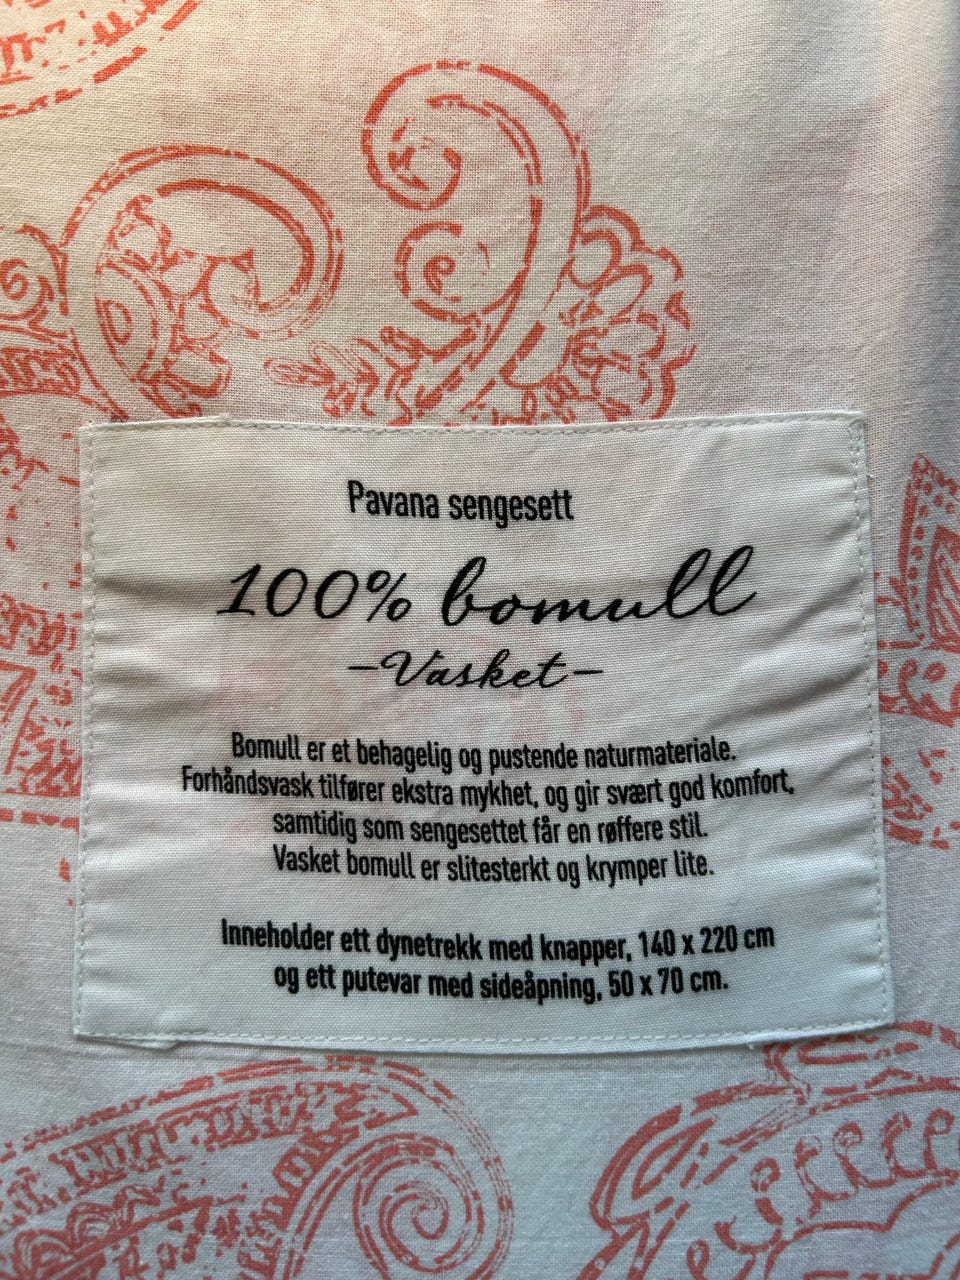 Pavana sengesett
100% bomull
-Vasket-
Bomull er et behagelig og pustende naturmateriale.
Forhåndsvask tilfører ekstra mykhet, og gir svært god komfort,
samtidig som sengesettet får en røffere stil.
Vasket bomull er slitesterkt og krymper lite.
Inneholder ett dynetrekk med knapper, 140 x 220 cm
og ett putevar med sideåpning, 50 x 70 cm.